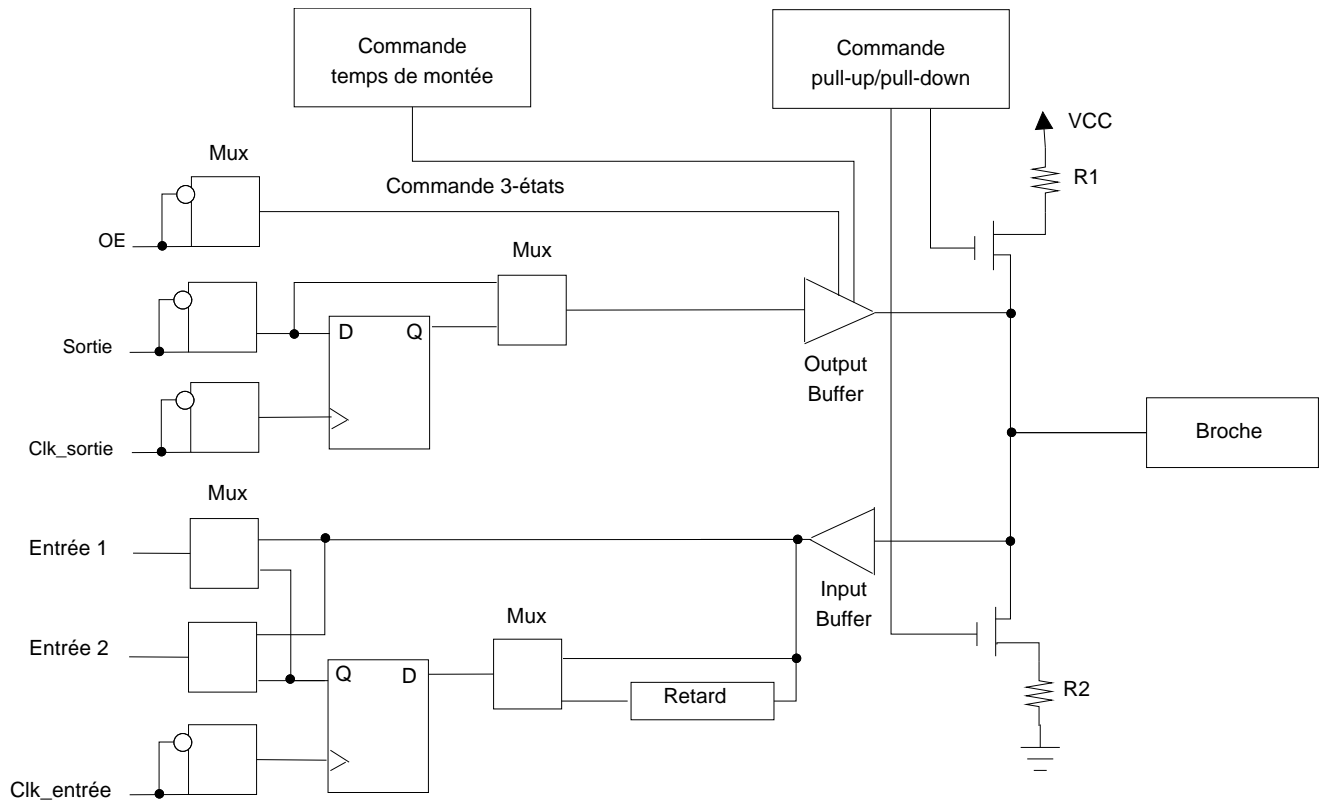 Commande
temps de montée
Commande
pull-up/pull-down
VCC
R1
Mux
Commande 3-états
OE
Mux
Sortie
D Q
Output
Buffer
Clk_sortie
Broche
Mux
Entrée 1
Input
Buffer
Mux
Entrée 2
Q D
Retard
R2
Clk_entrée